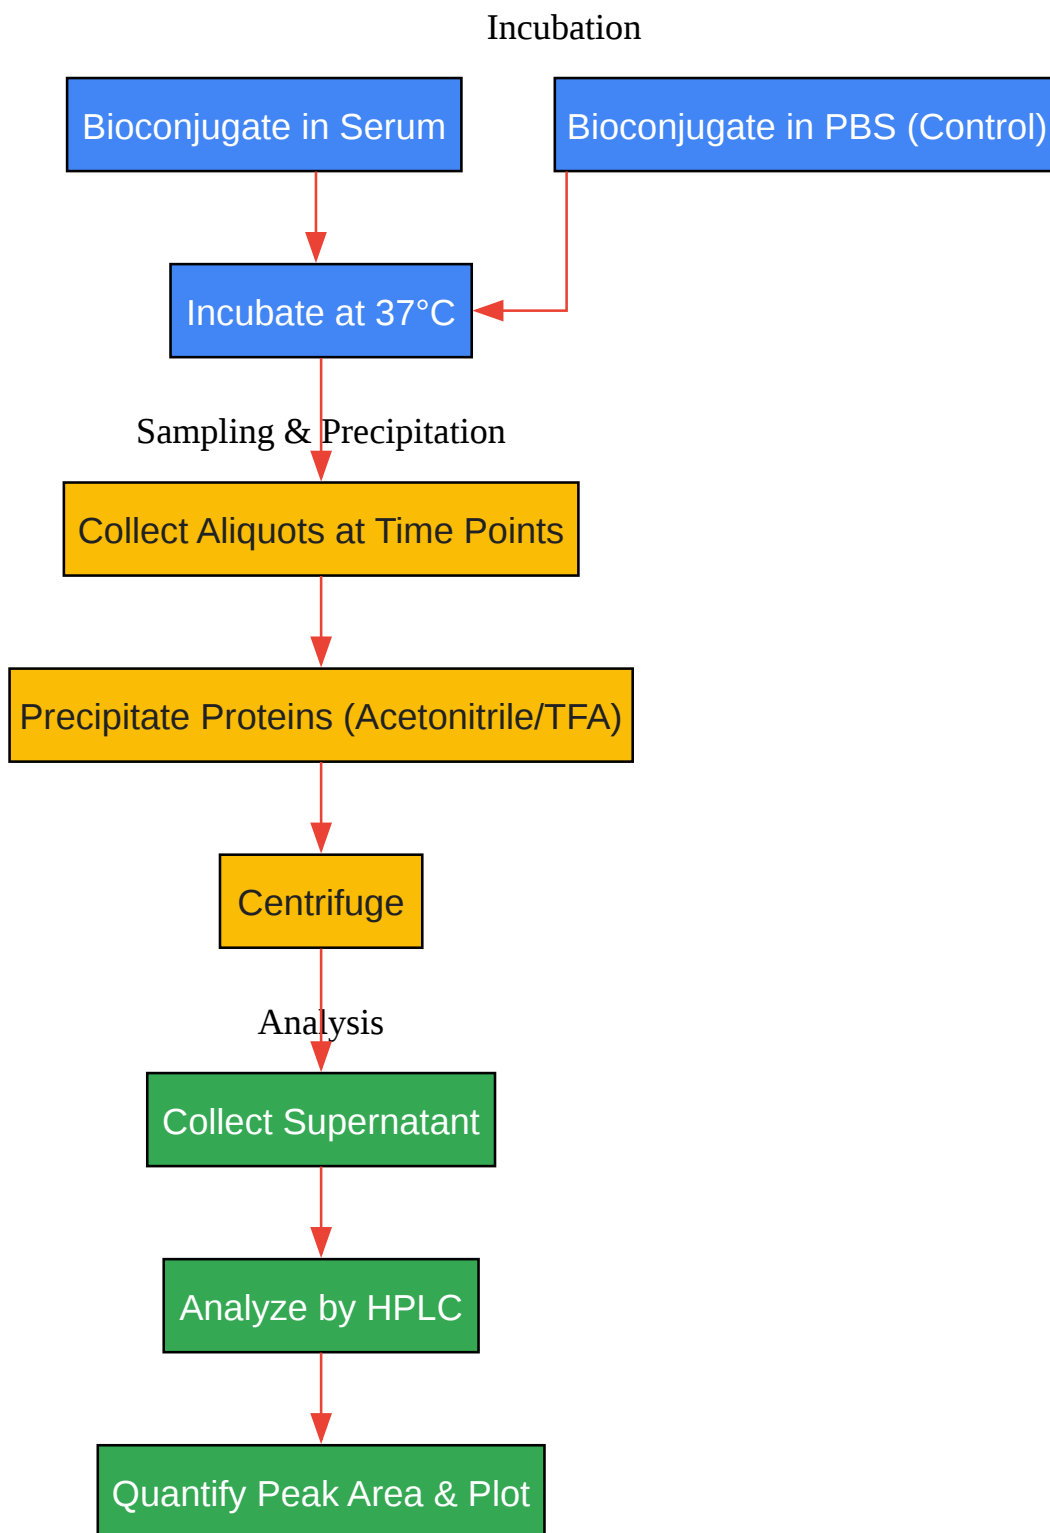 Incubation
Bioconjugate in Serum
Bioconjugate in PBS (Control)
Incubate at 37°C
Sampling & Precipitation
Collect Aliquots at Time Points
Precipitate Proteins (Acetonitrile/TFA)
Centrifuge
Analysis
Collect Supernatant
Analyze by HPLC
Quantify Peak Area & Plot